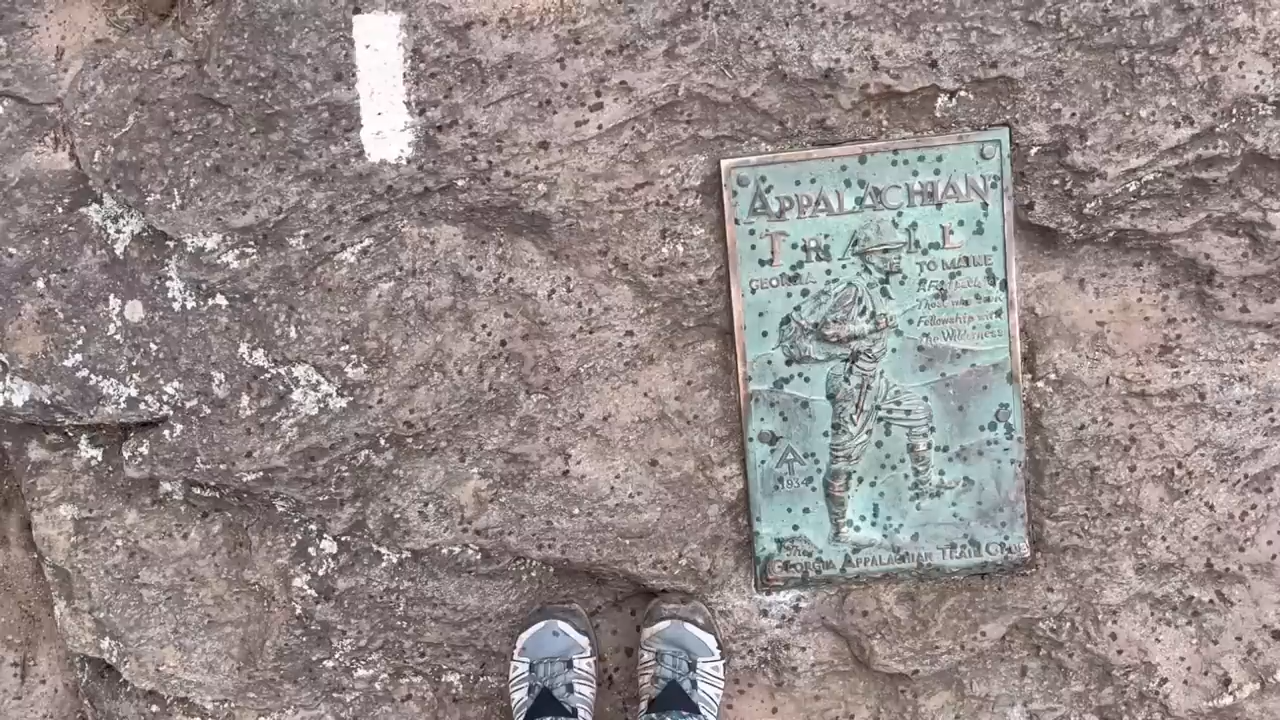 APPALACHIAN
TRAIL
GEORGIA TO MAINE
A Footpath
Those who seek
Fellowship with
The Wilderness
AT
1934
The
GEORGIA APPALACHIAN TRAIL CLUB